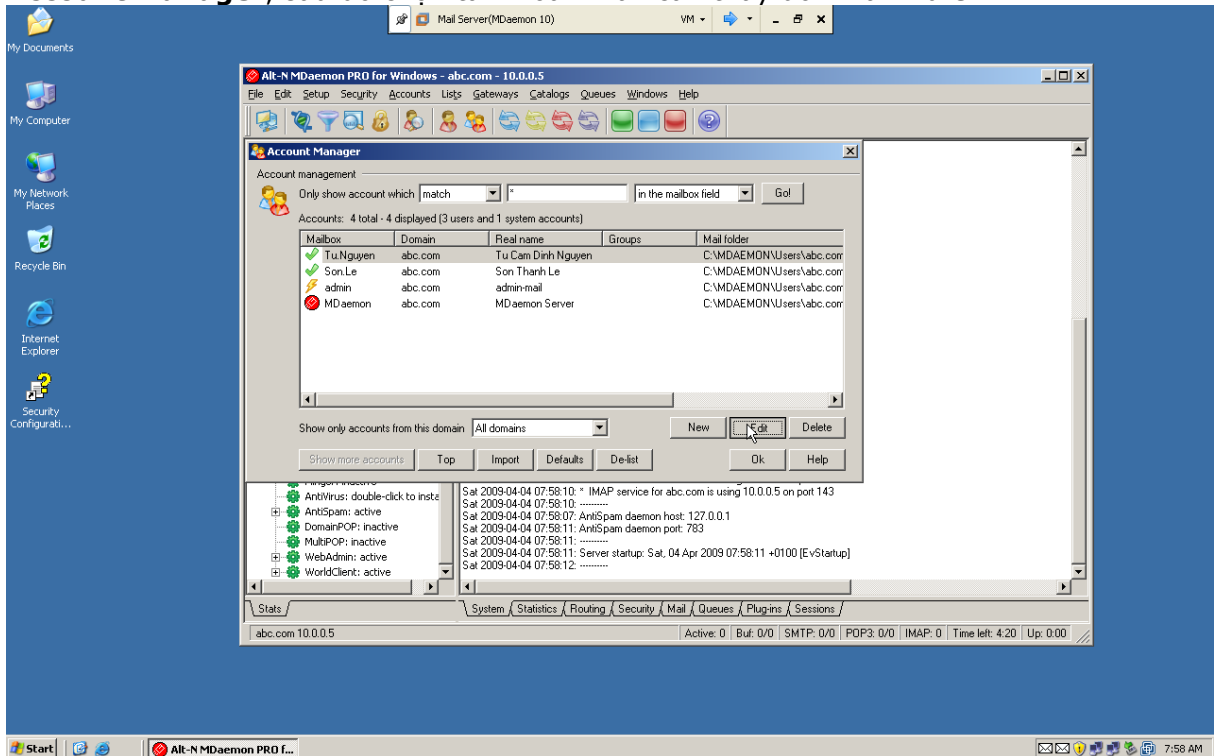 Mail Server(MDaemon 10) VM
My Documents
My Computer
My Network
Places
Recycle Bin
Internet
Explorer
Security
Configurati...
Alt-N MDaemon PRO for Windows - abc.com - 10.0.0.5
File Edit Setup Security Accounts Lists Gateways Catalogs Queues Windows Help
Account Manager
Account management
Only show account which match * in the mailbox field Go!
Accounts: 4 total - 4 displayed (3 users and 1 system accounts)
Mailbox Domain Real name Groups Mail folder
Tu.Nguyen abc.com Tu Cam Dinh Nguyen C:\MDAEMON\Users\abc.com
Son.Le abc.com Son Thanh Le C:\MDAEMON\Users\abc.com
admin abc.com admin-mail C:\MDAEMON\Users\abc.com
MDaemon abc.com MDaemon Server C:\MDAEMON\Users\abc.com
Show only accounts from this domain All domains New Edit Delete
Show more accounts Top Import Defaults De-list Ok Help
AntiVirus: double-click to insta
AntiSpam: active
DomainPOP: inactive
MultiPOP: inactive
WebAdmin: active
WorldClient: active
Sat 2009-04-04 07:58:10: * IMAP service for abc.com is using 10.0.0.5 on port 143
Sat 2009-04-04 07:58:10: ----------
Sat 2009-04-04 07:58:07: AntiSpam daemon host: 127.0.0.1
Sat 2009-04-04 07:58:11: AntiSpam daemon port: 783
Sat 2009-04-04 07:58:11: ----------
Sat 2009-04-04 07:58:11: Server startup: Sat, 04 Apr 2009 07:58:11 +0100 [EvStartup]
Sat 2009-04-04 07:58:12: ----------
Stats System Statistics Routing Security Mail Queues Plug-ins Sessions
abc.com 10.0.0.5 Active: 0 Buf: 0/0 SMTP: 0/0 POP3: 0/0 IMAP: 0 Time left: 4:20 Up: 0:00
Start Alt-N MDaemon PRO f... 7:58 AM